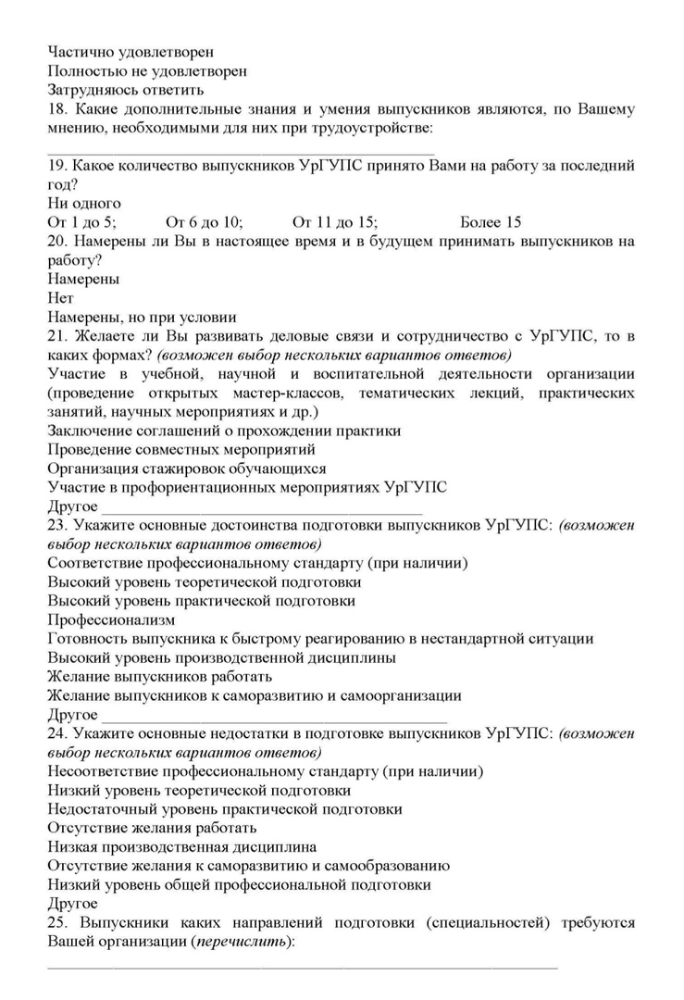 Частично удовлетворен
Полностью не удовлетворен
Затрудняюсь ответить
18. Какие дополнительные знания и умения выпускников являются, по Вашему
мнению, необходимыми для них при трудоустройстве:
19. Какое количество выпускников УрГУПС принято Вами на работу за последний
год?
Ни одного
От 1 до 5; От 6 до 10; От 11 до 15; Более 15
20. Намерены ли Вы в настоящее время и в будущем принимать выпускников на
работу?
Намерены
Нет
Намерены, но при условии
21. Желаете ли Вы развивать деловые связи и сотрудничество с УрГУПС, то в
каких формах? (возможен выбор нескольких вариантов ответов)
Участие в учебной, научной и воспитательной деятельности организации
(проведение открытых мастер-классов, тематических лекций, практических
занятий, научных мероприятиях и др.)
Заключение соглашений о прохождении практики
Проведение совместных мероприятий
Организация стажировок обучающихся
Участие в профориентационных мероприятиях УрГУПС
Другое
23. Укажите основные достоинства подготовки выпускников УрГУПС: (возможен
выбор нескольких вариантов ответов)
Соответствие профессиональному стандарту (при наличии)
Высокий уровень теоретической подготовки
Высокий уровень практической подготовки
Профессионализм
Готовность выпускника к быстрому реагированию в нестандартной ситуации
Высокий уровень производственной дисциплины
Желание выпускников работать
Желание выпускников к саморазвитию и самоорганизации
Другое
24. Укажите основные недостатки в подготовке выпускников УрГУПС: (возможен
выбор нескольких вариантов ответов)
Несоответствие профессиональному стандарту (при наличии)
Низкий уровень теоретической подготовки
Недостаточный уровень практической подготовки
Отсутствие желания работать
Низкая производственная дисциплина
Отсутствие желания к саморазвитию и самообразованию
Низкий уровень общей профессиональной подготовки
Другое
25. Выпускники каких направлений подготовки (специальностей) требуются
Вашей организации (перечислить):